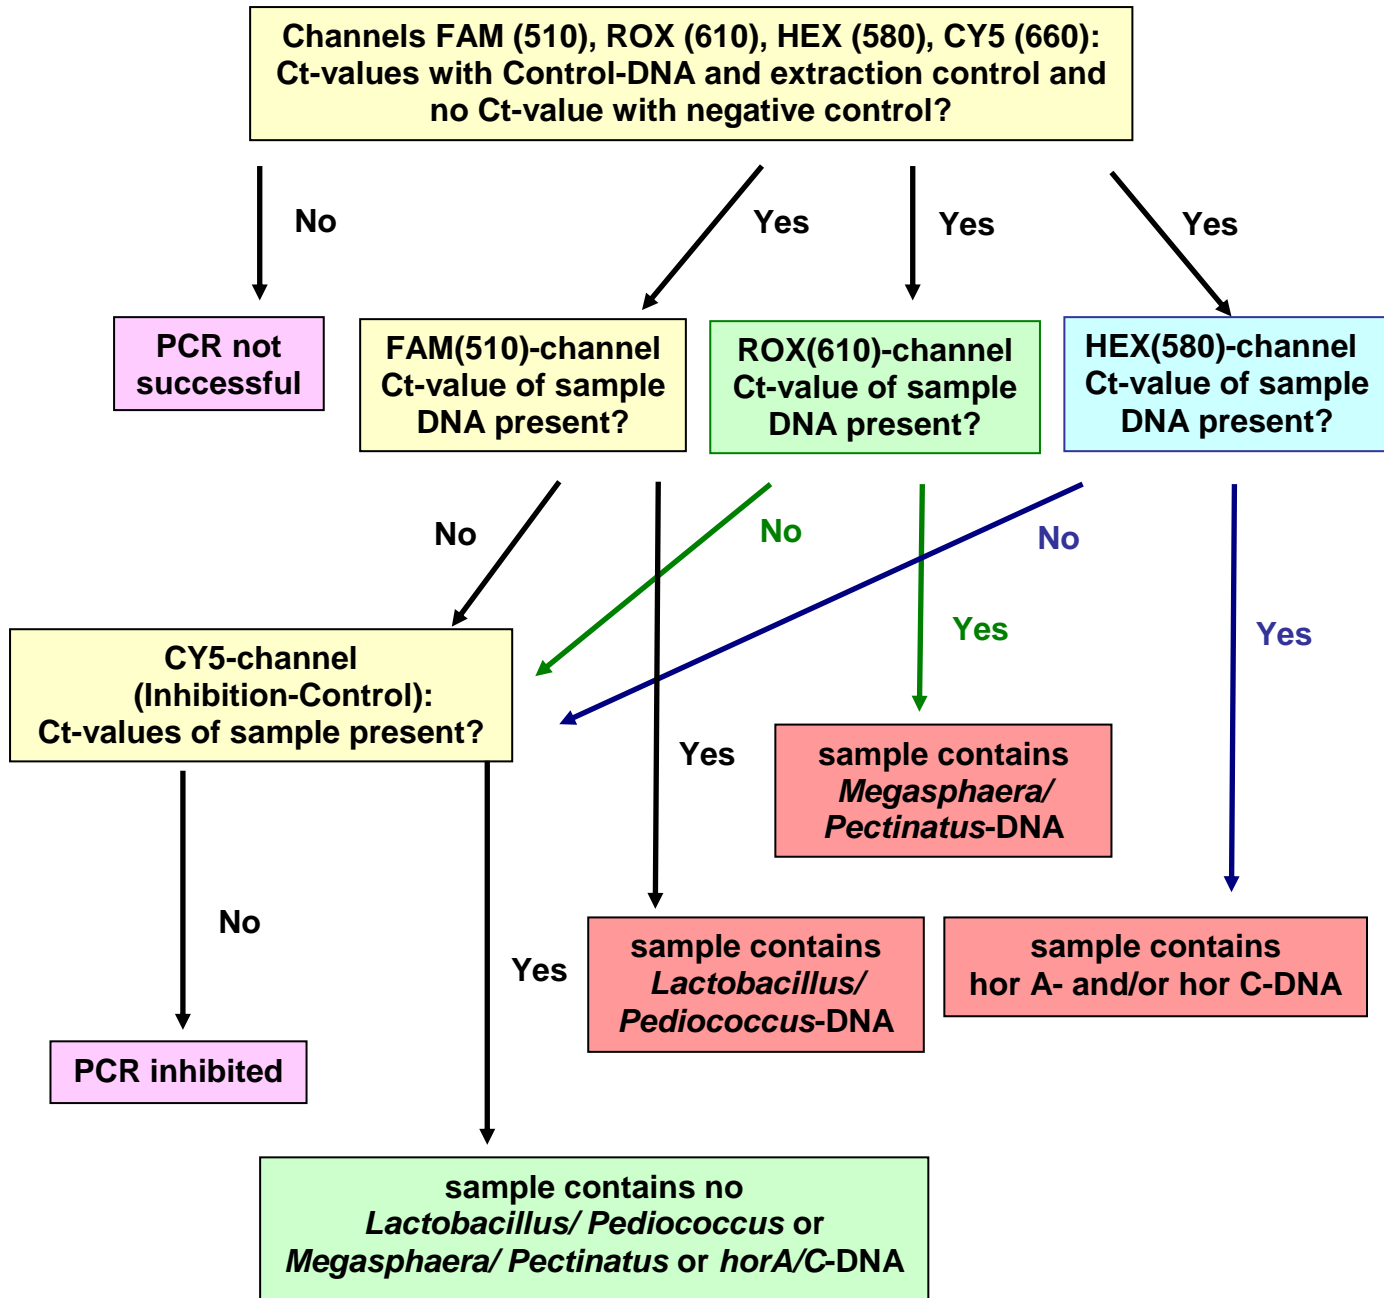 Channels FAM (510), ROX (610), HEX (580), CY5 (660):
Ct-values with Control-DNA and extraction control and
no Ct-value with negative control?
No
Yes
Yes
Yes
PCR not
successful
FAM(510)-channel
Ct-value of sample
DNA present?
ROX(610)-channel
Ct-value of sample
DNA present?
HEX(580)-channel
Ct-value of sample
DNA present?
No
No
No
Yes
Yes
CY5-channel
(Inhibition-Control):
Ct-values of sample present?
Yes
sample contains
Megasphaera/
Pectinatus-DNA
No
Yes
sample contains
Lactobacillus/
Pediococcus-DNA
sample contains
hor A- and/or hor C-DNA
PCR inhibited
sample contains no
Lactobacillus/ Pediococcus or
Megasphaera/ Pectinatus or horA/C-DNA